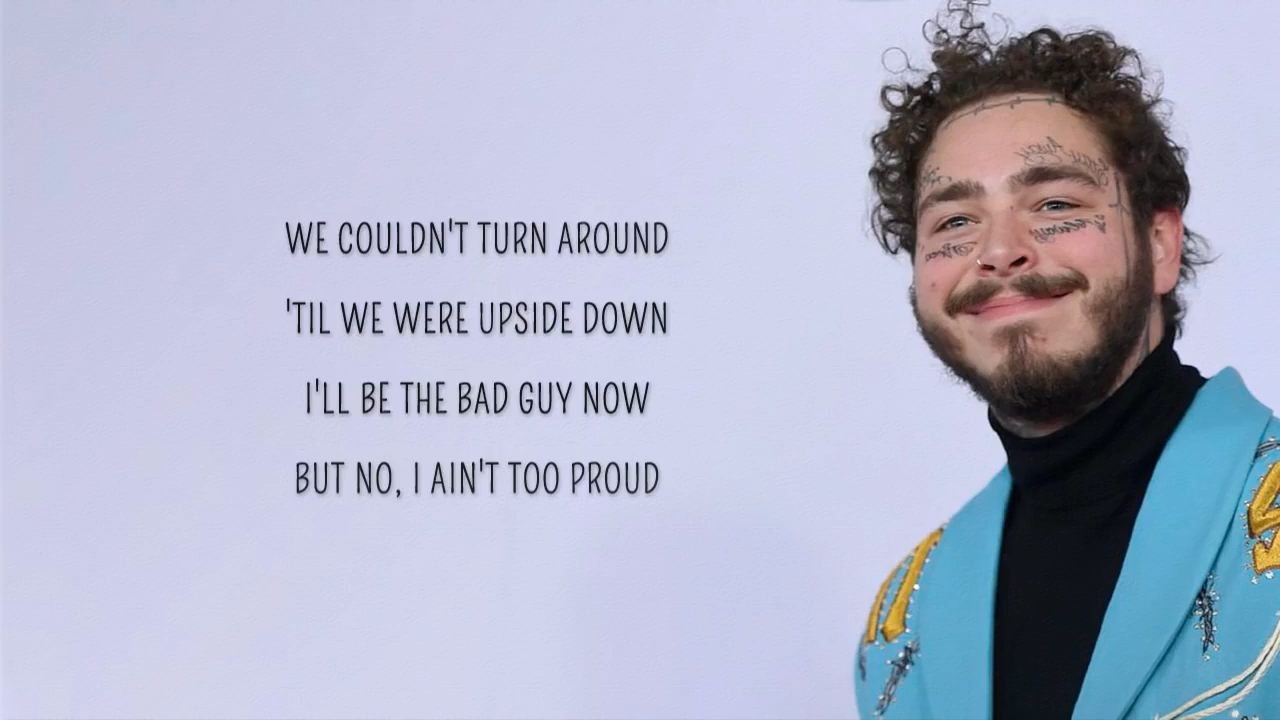 WE COULDN'T TURN AROUND
'TIL WE WERE UPSIDE DOWN
I'LL BE THE BAD GUY NOW
BUT NO, I AIN'T TOO PROUD